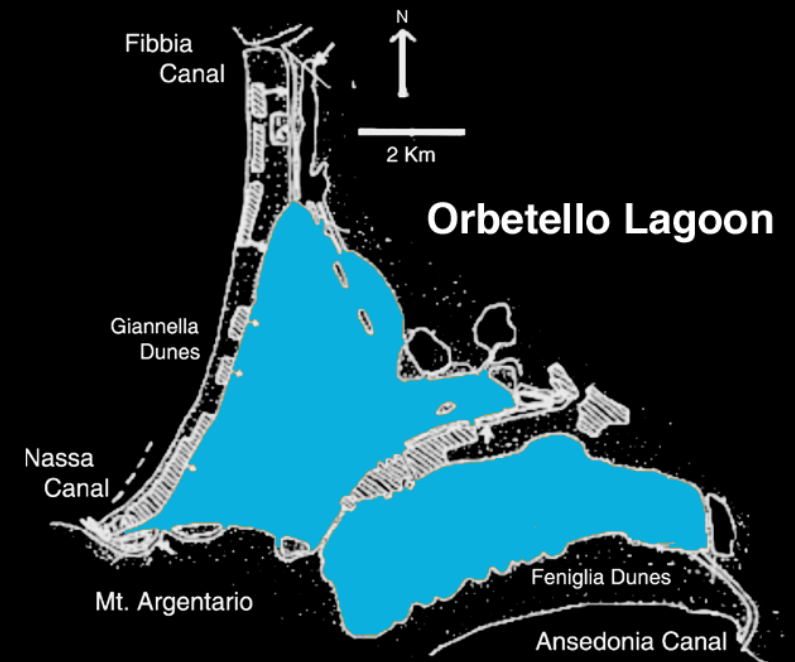 Fibbia
Canal
N
2 Km
Orbetello Lagoon
Giannella
Dunes
Nassa
Canal
Feniglia Dunes
Mt. Argentario
Ansedonia Canal